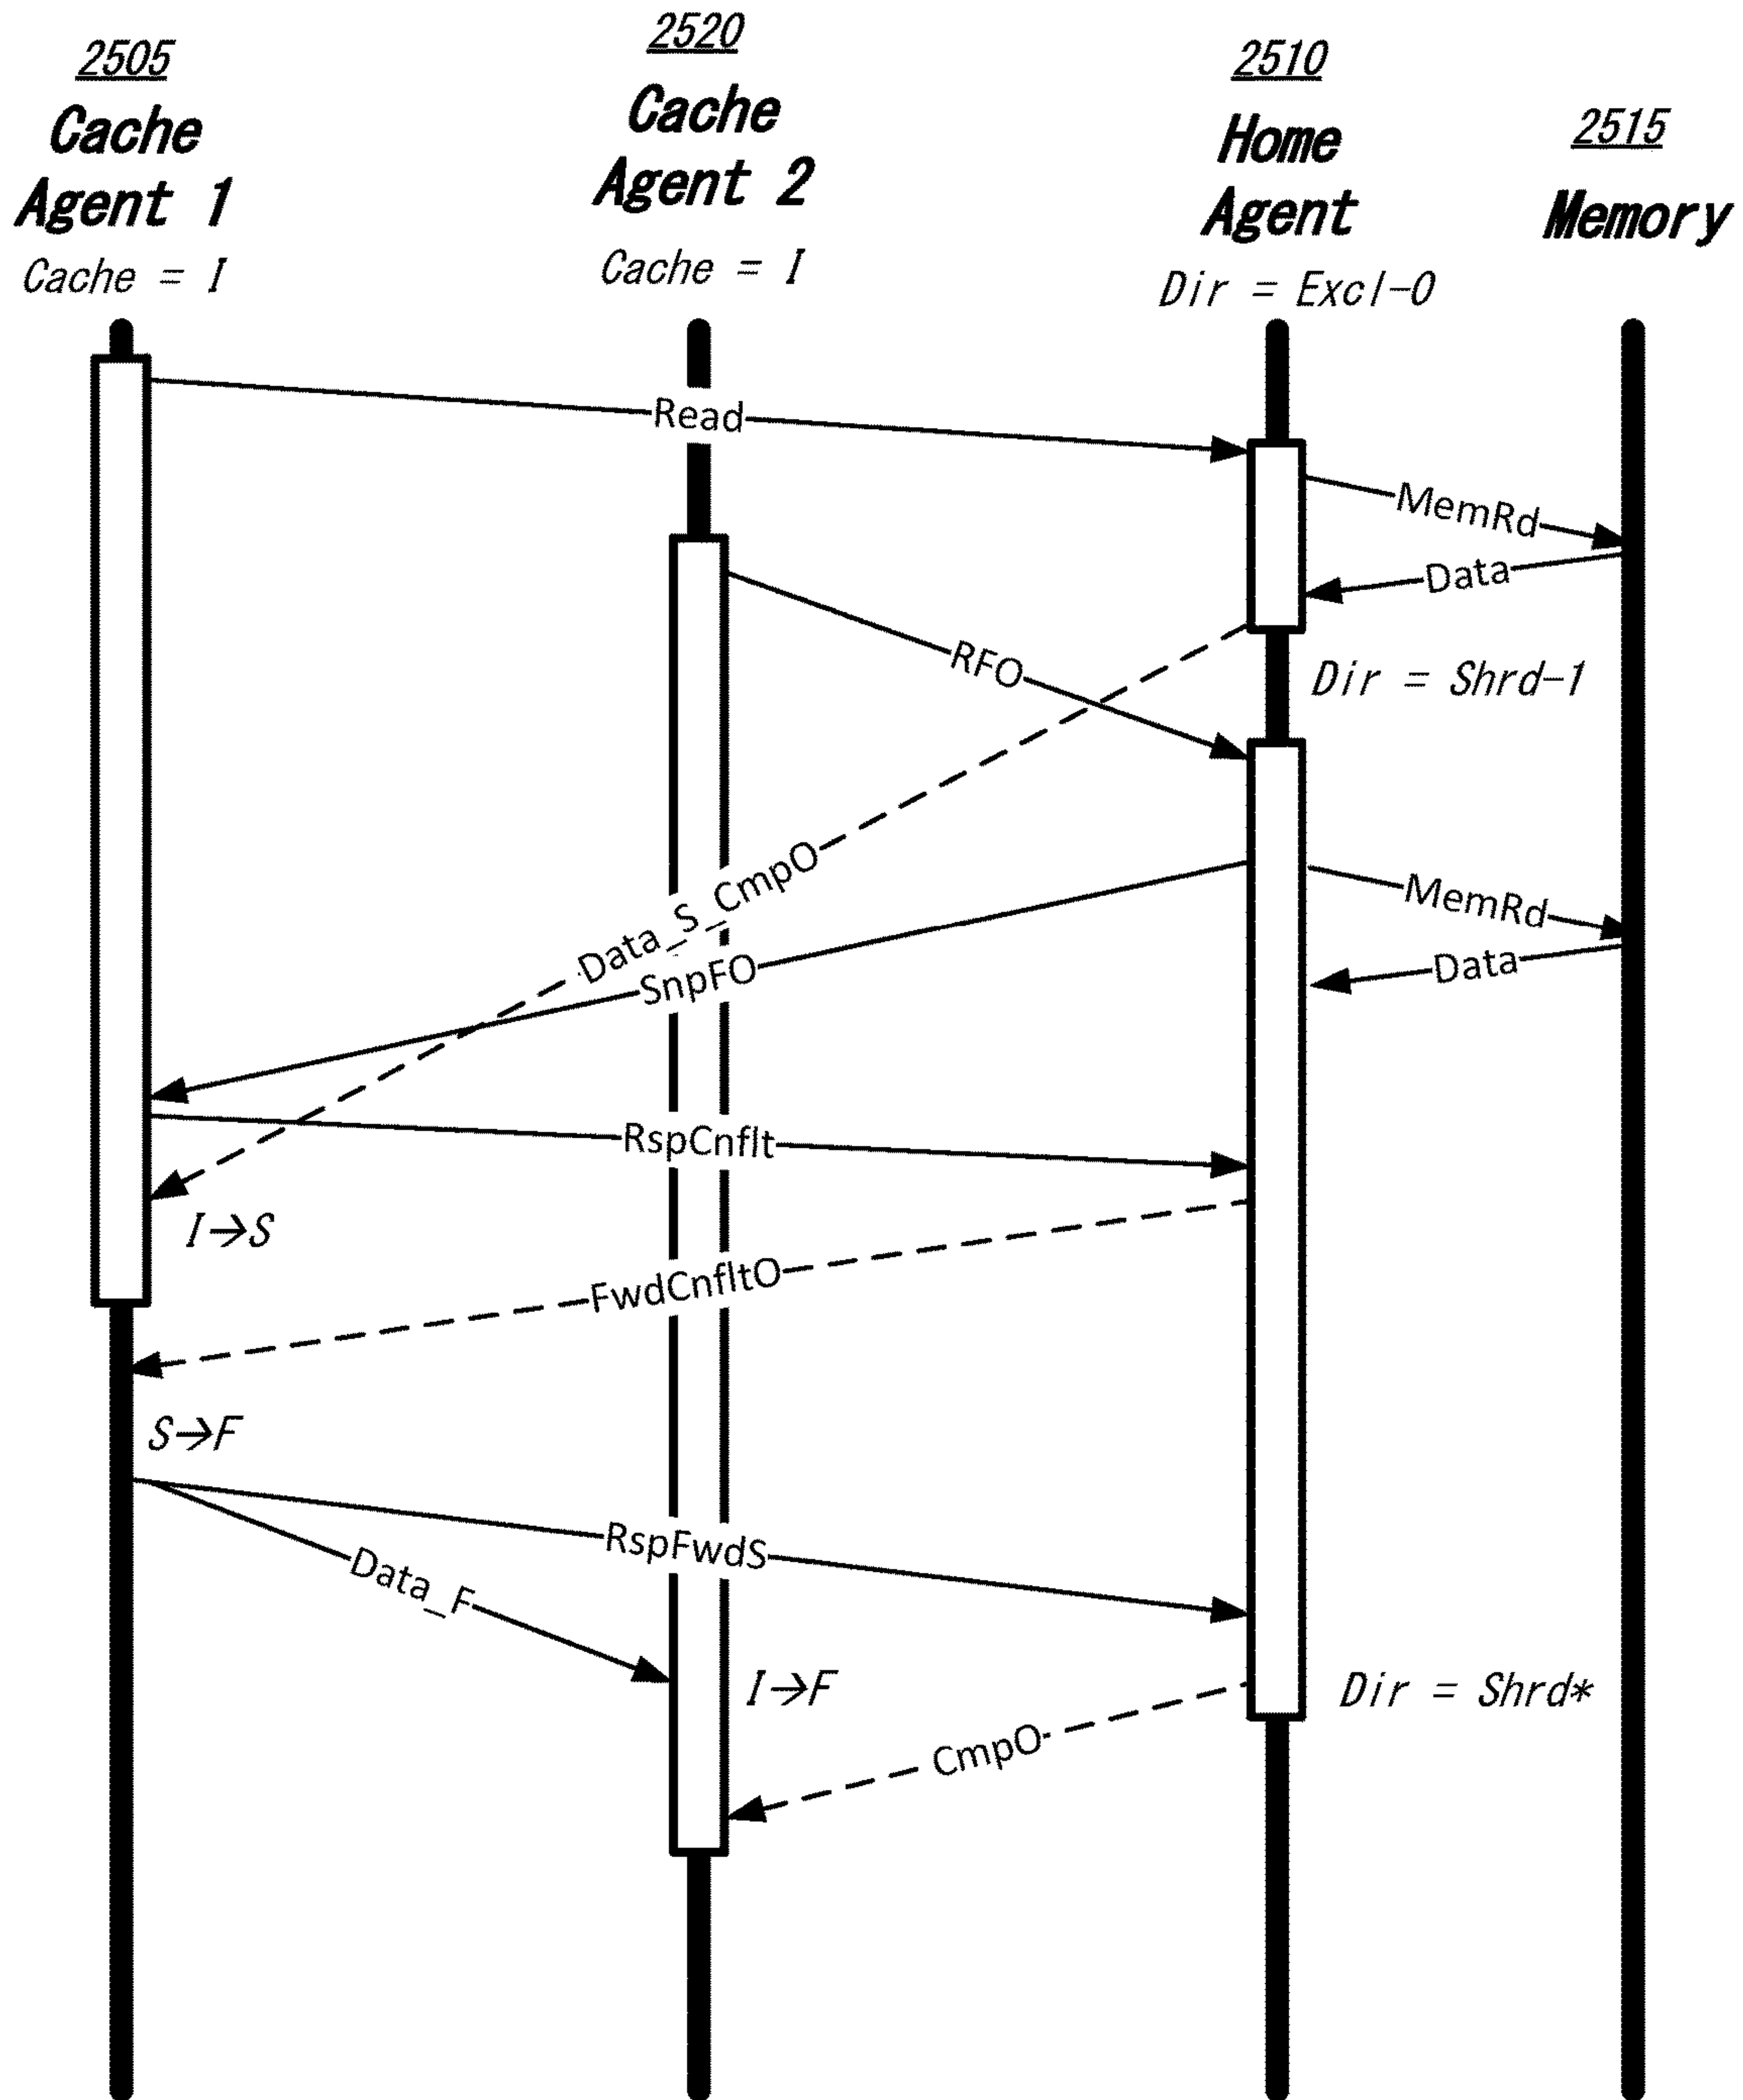 2505
Cache
Agent 1
Cache = I
2520
Cache
Agent 2
Cache = I
2510
Home
Agent
Dir = Excl-0
2515
Memory
Read
MemRd
Data
RFO
Dir = Shrd-1
Data_S_CmpO
SnpFO
MemRd
Data
RspCnflt
I→S
FwdCnfltO
S→F
RspFwdS
Data_F
I→F
Dir = Shrd*
CmpO